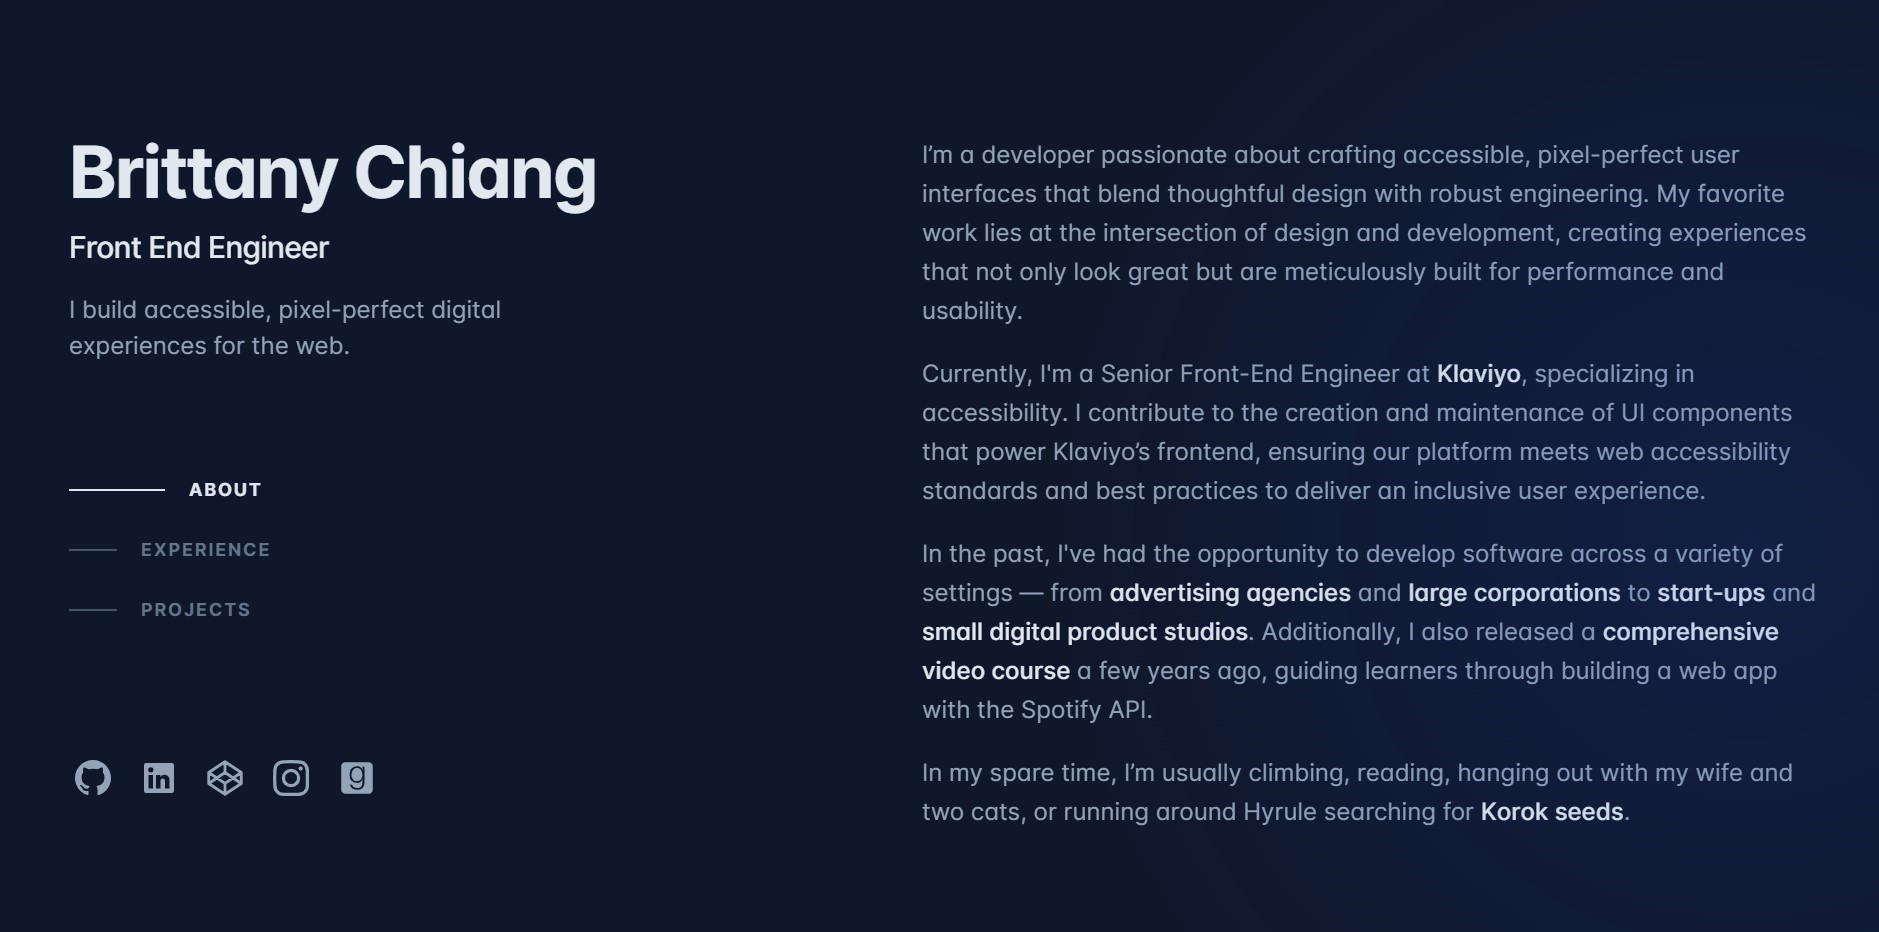 Brittany Chiang
Front End Engineer
I build accessible, pixel-perfect digital
experiences for the web.
ABOUT
EXPERIENCE
PROJECTS
I’m a developer passionate about crafting accessible, pixel-perfect user
interfaces that blend thoughtful design with robust engineering. My favorite
work lies at the intersection of design and development, creating experiences
that not only look great but are meticulously built for performance and
usability.
Currently, I'm a Senior Front-End Engineer at Klaviyo, specializing in
accessibility. I contribute to the creation and maintenance of UI components
that power Klaviyo’s frontend, ensuring our platform meets web accessibility
standards and best practices to deliver an inclusive user experience.
In the past, I've had the opportunity to develop software across a variety of
settings — from advertising agencies and large corporations to start-ups and
small digital product studios. Additionally, I also released a comprehensive
video course a few years ago, guiding learners through building a web app
with the Spotify API.
In my spare time, I’m usually climbing, reading, hanging out with my wife and
two cats, or running around Hyrule searching for Korok seeds.